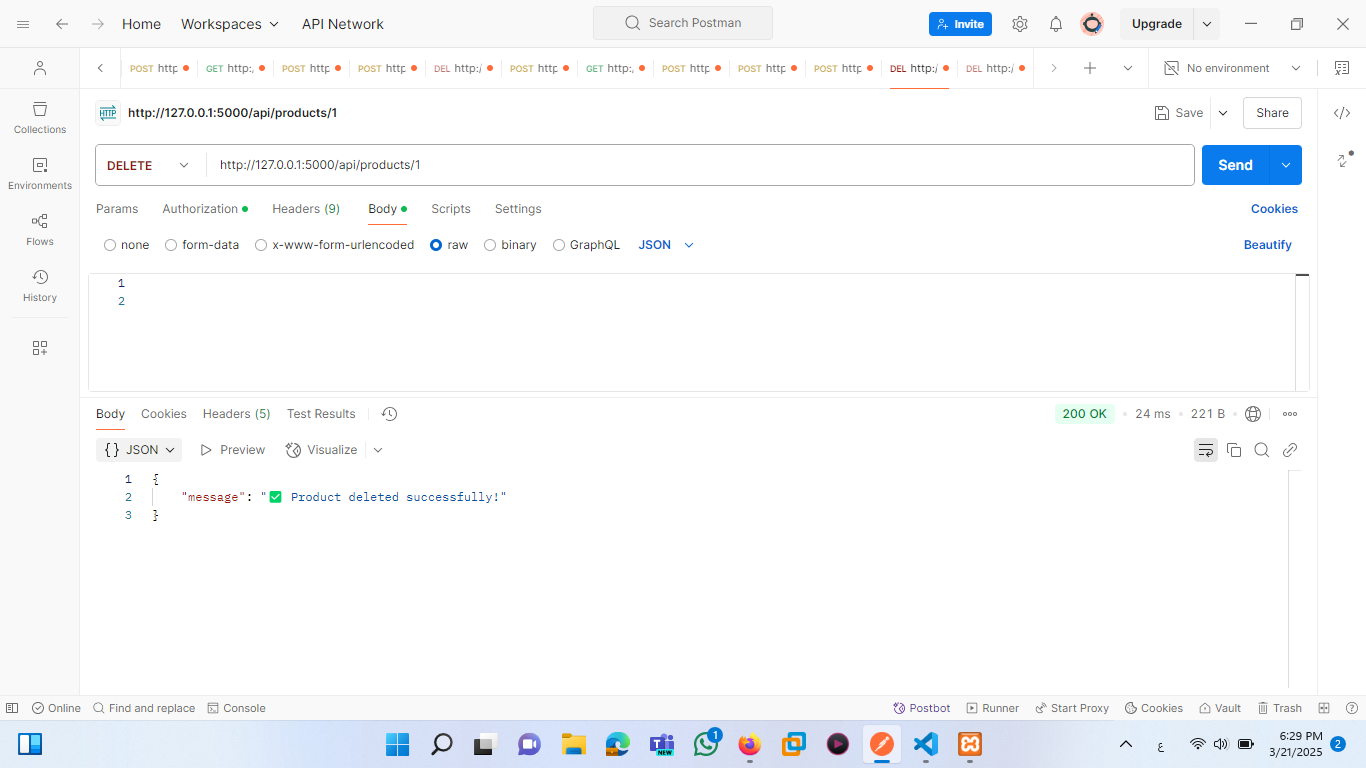 Home Workspaces API Network Search Postman Invite Upgrade
POST http GET http:, POST http POST http DEL http:/ POST http GET http:, POST http POST http POST http DEL http:/ DEL http:/ No environment
HTTP http://127.0.0.1:5000/api/products/1 Save Share
Collections
Environments
Flows
History
DELETE http://127.0.0.1:5000/api/products/1 Send
Params Authorization Headers (9) Body Scripts Settings Cookies
none form-data x-www-form-urlencoded raw binary GraphQL JSON Beautify
1
2
Body Cookies Headers (5) Test Results 200 OK • 24 ms • 221 B
{} JSON Preview Visualize
1 {
2 "message": "✅ Product deleted successfully!"
3 }
Online Find and replace Console Postbot Runner Start Proxy Cookies Vault Trash
NEW 1 ع 6:29 PM 2
3/21/2025